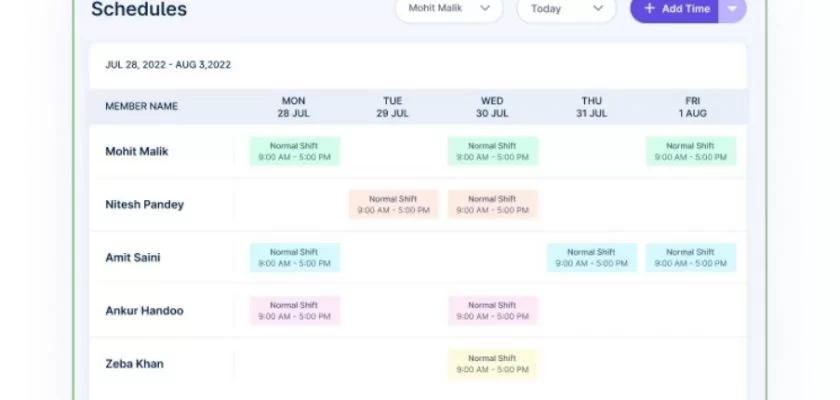 Schedules
Mohit Malik
Today
+ Add Time
JUL 28, 2022 - AUG 3,2022
MEMBER NAME
MON
28 JUL
TUE
29 JUL
WED
30 JUL
THU
31 JUL
FRI
1 AUG
Mohit Malik
Normal Shift
9:00 AM - 5:00 PM
Normal Shift
9:00 AM - 5:00 PM
Normal Shift
9:00 AM - 5:00 PM
Nitesh Pandey
Normal Shift
9:00 AM - 5:00 PM
Normal Shift
9:00 AM - 5:00 PM
Amit Saini
Normal Shift
9:00 AM - 5:00 PM
Normal Shift
9:00 AM - 5:00 PM
Normal Shift
9:00 AM - 5:00 PM
Ankur Handoo
Normal Shift
9:00 AM - 5:00 PM
Normal Shift
9:00 AM - 5:00 PM
Zeba Khan
Normal Shift
9:00 AM - 5:00 PM